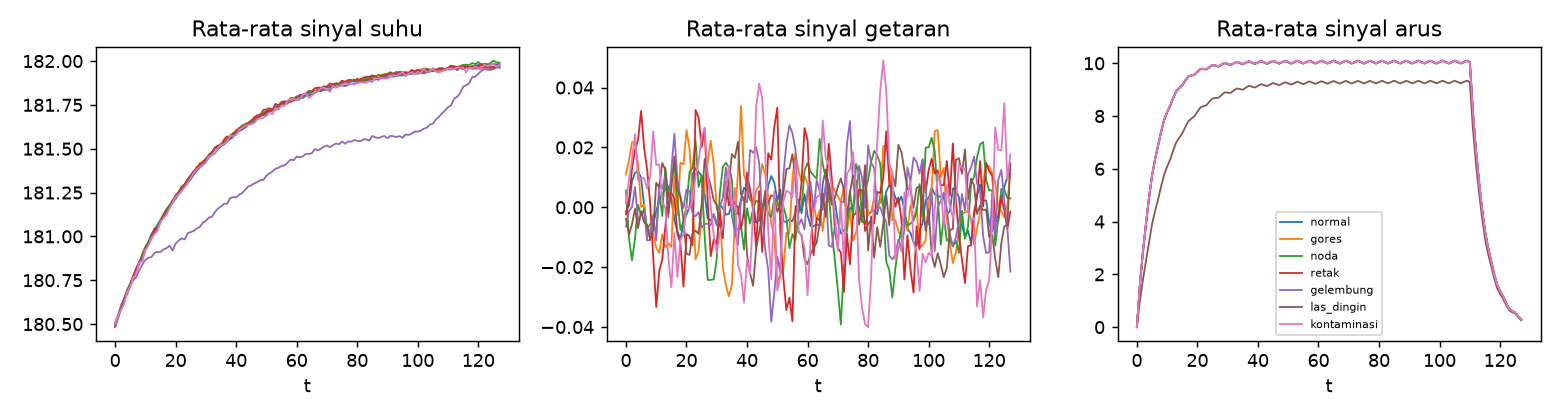 Rata-rata sinyal suhu
182.00
181.75
181.50
181.25
181.00
180.75
180.50
0 20 40 60 80 100 120
t
Rata-rata sinyal getaran
0.04
0.02
0.00
−0.02
−0.04
0 20 40 60 80 100 120
t
Rata-rata sinyal arus
10
8
6
4
2
0
normal
gores
noda
retak
gelembung
las_dingin
kontaminasi
0 20 40 60 80 100 120
t